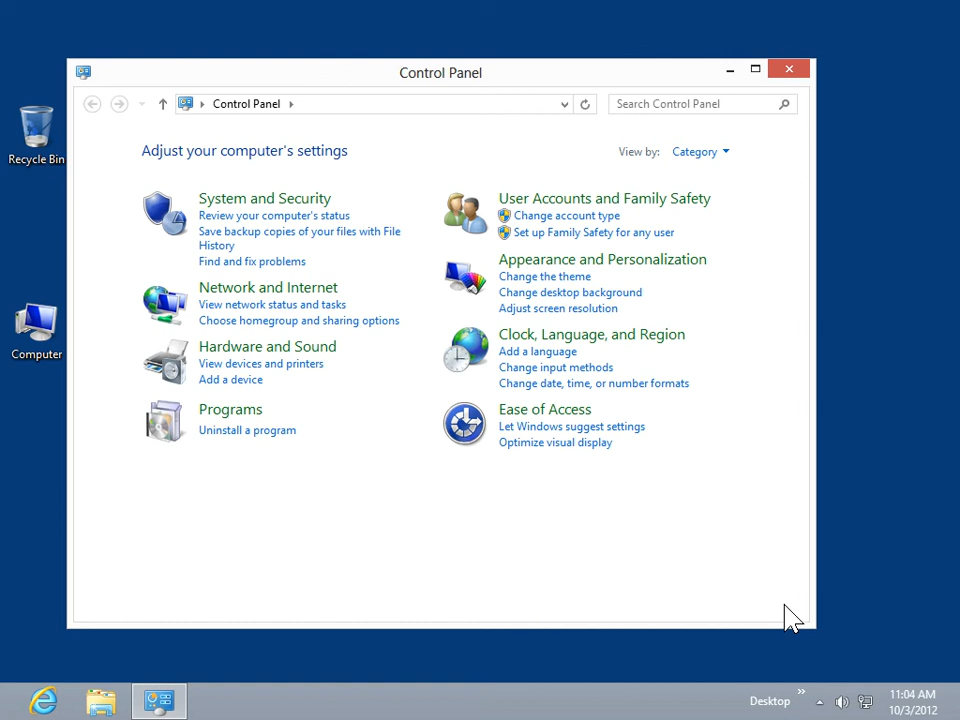 Control Panel
Control Panel
Search Control Panel
Recycle Bin
Adjust your computer's settings
View by: Category
System and Security
Review your computer's status
Save backup copies of your files with File
History
Find and fix problems
Network and Internet
View network status and tasks
Choose homegroup and sharing options
Hardware and Sound
View devices and printers
Add a device
Programs
Uninstall a program
User Accounts and Family Safety
Change account type
Set up Family Safety for any user
Appearance and Personalization
Change the theme
Change desktop background
Adjust screen resolution
Clock, Language, and Region
Add a language
Change input methods
Change date, time, or number formats
Ease of Access
Let Windows suggest settings
Optimize visual display
Computer
Desktop
11:04 AM
10/3/2012